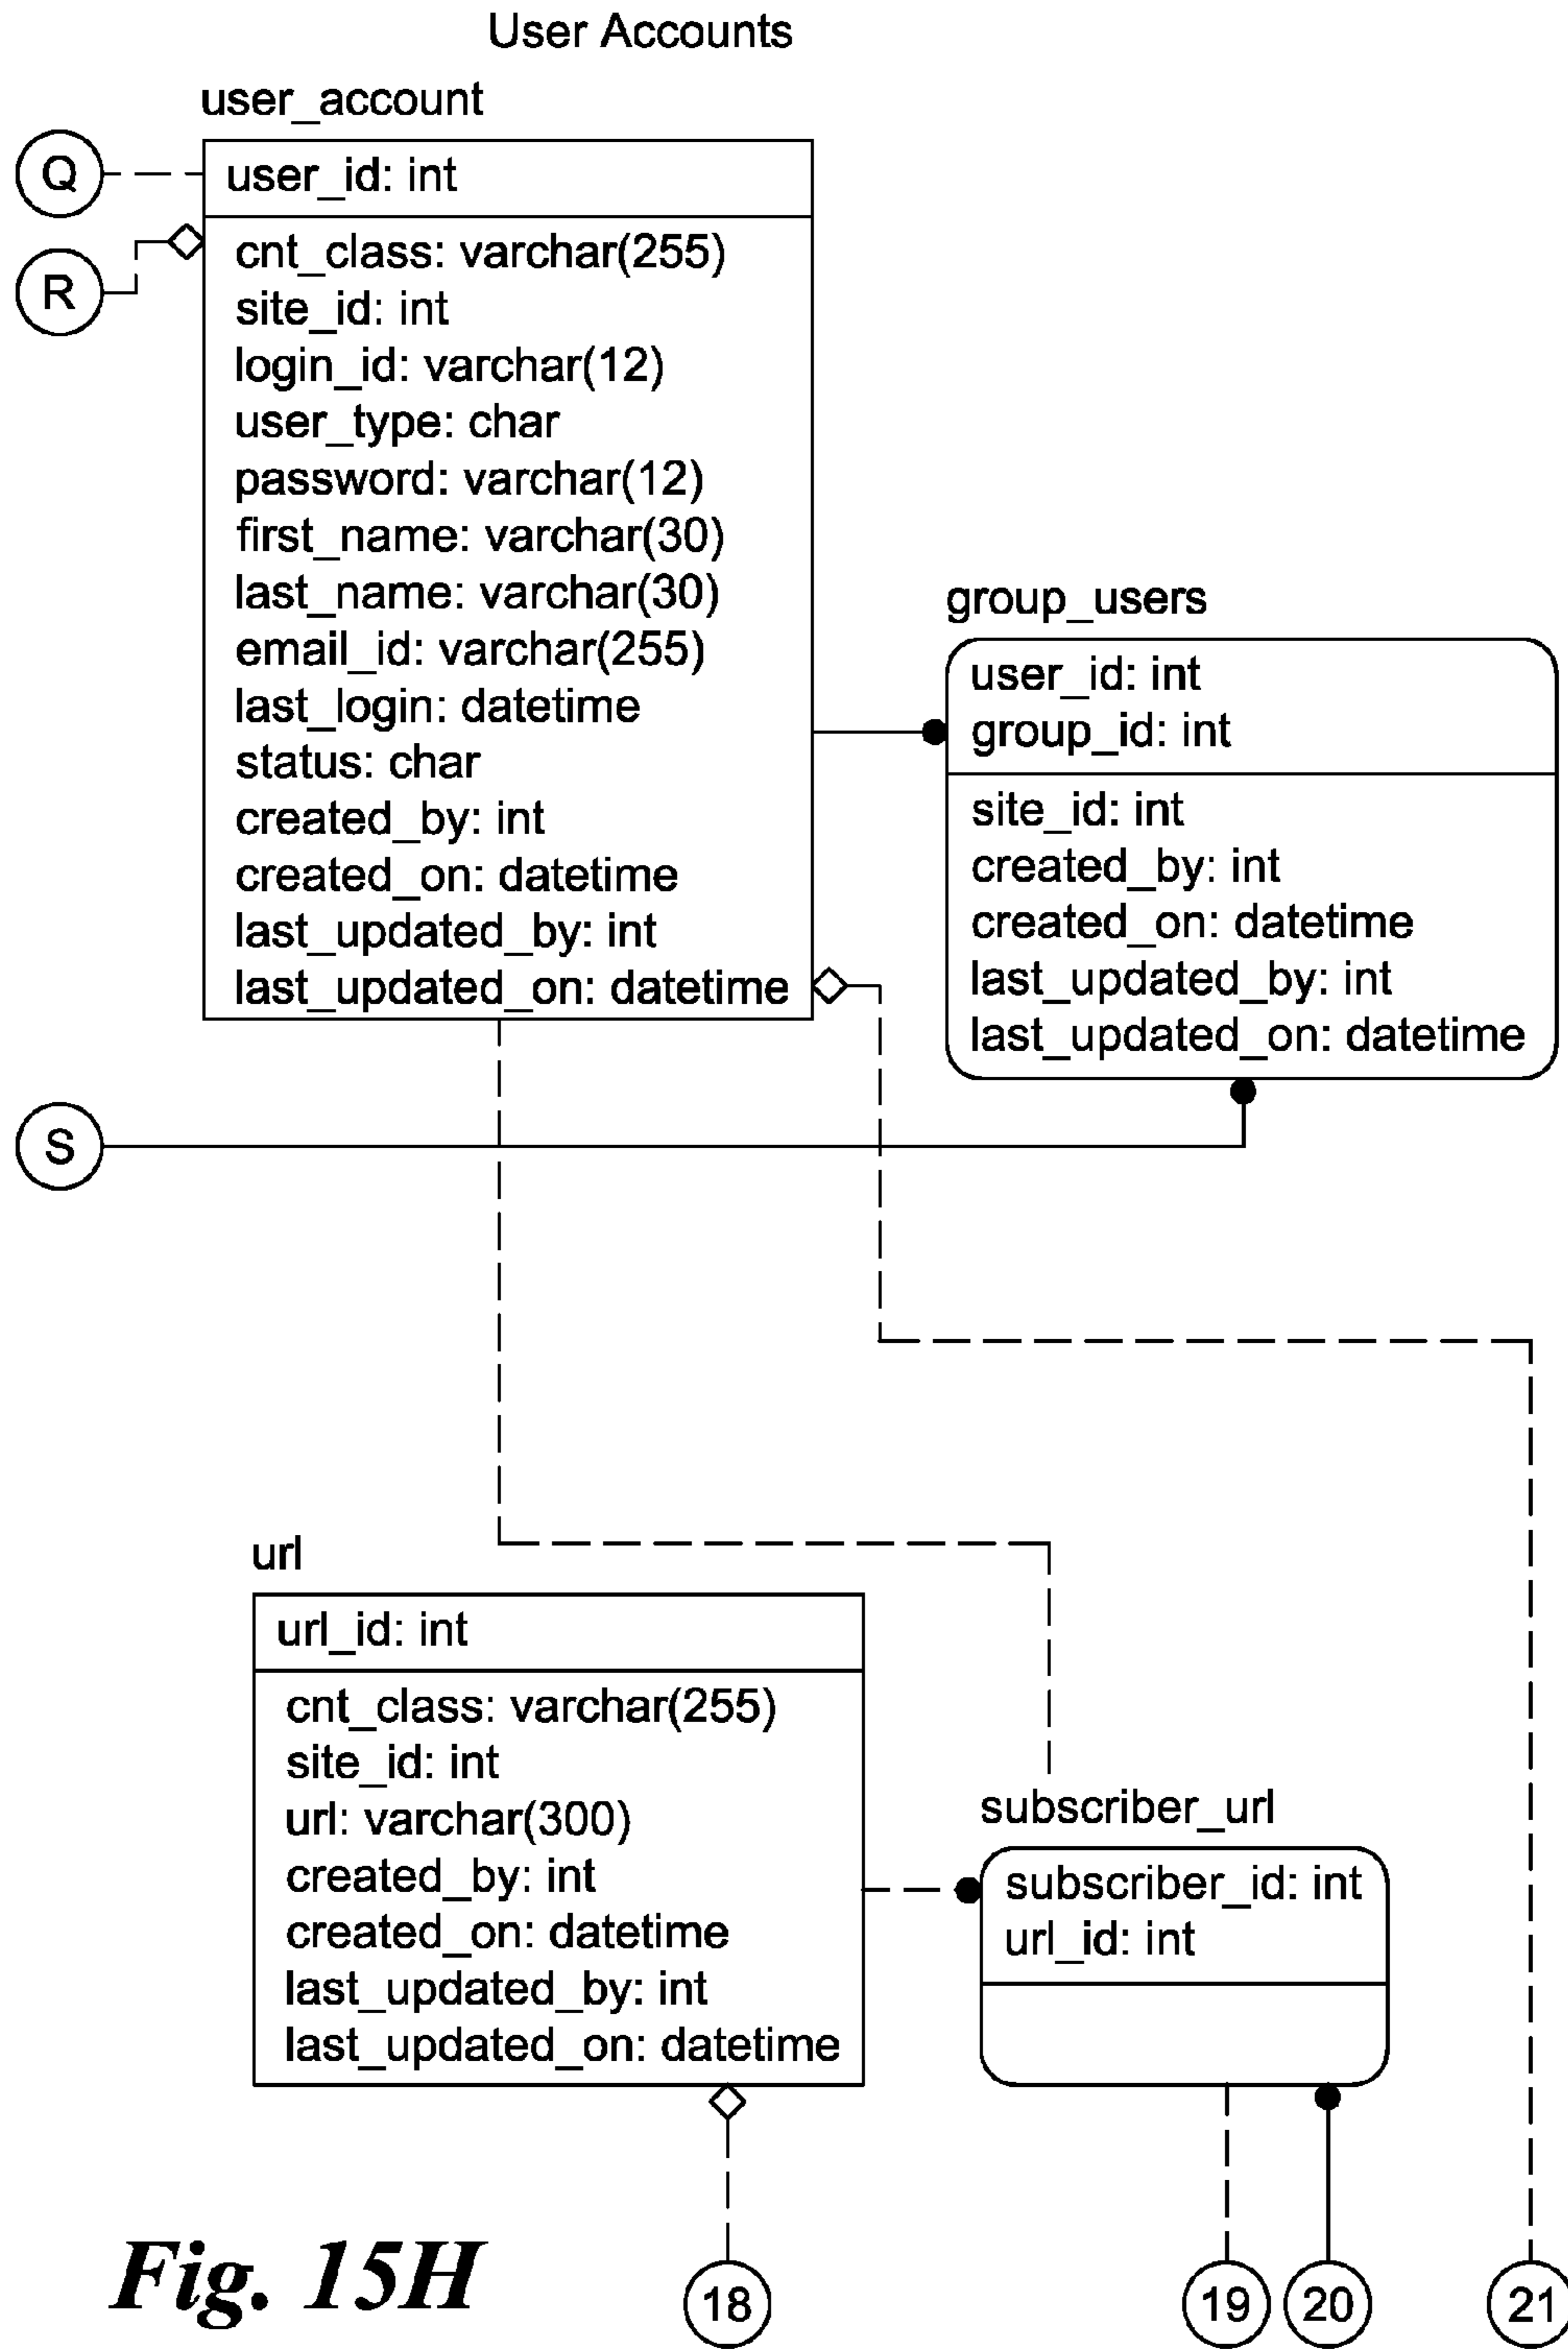 User Accounts
user_account
Q
user_id: int
R
cnt_class: varchar(255)
site_id: int
login_id: varchar(12)
user_type: char
password: varchar(12)
first_name: varchar(30)
last_name: varchar(30)
email_id: varchar(255)
last_login: datetime
status: char
created_by: int
created_on: datetime
last_updated_by: int
last_updated_on: datetime
group_users
user_id: int
group_id: int
site_id: int
created_by: int
created_on: datetime
last_updated_by: int
last_updated_on: datetime
S
url
url_id: int
cnt_class: varchar(255)
site_id: int
url: varchar(300)
created_by: int
created_on: datetime
last_updated_by: int
last_updated_on: datetime
subscriber_url
subscriber_id: int
url_id: int
Fig. 15H
18
19
20
21